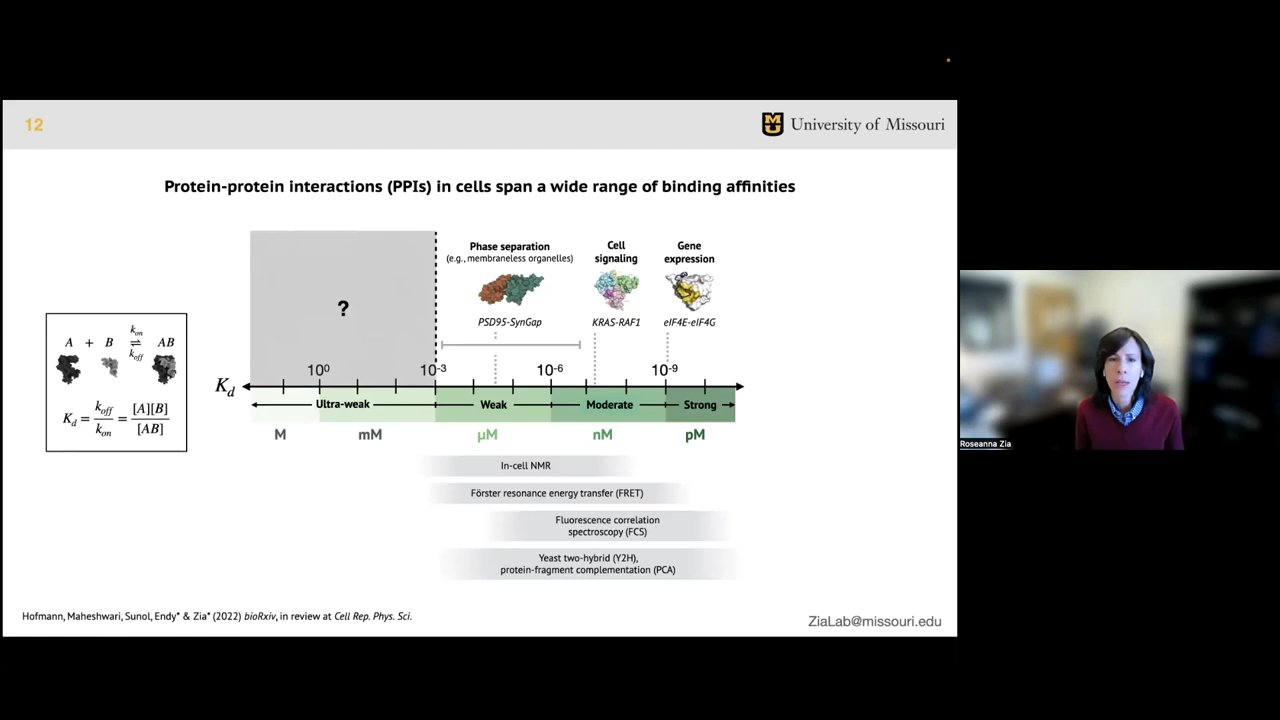 12
University of Missouri
Protein-protein interactions (PPIs) in cells span a wide range of binding affinities
Phase separation
(e.g., membraneless organelles)
Cell
signaling
Gene
expression
?
PSD95-SynGap
KRAS-RAF1
eIF4E-eIF4G
A + B ⇌ AB
k_on
k_off
K_d = k_off / k_on = [A][B] / [AB]
K_d
10⁰
10⁻³
10⁻⁶
10⁻⁹
Ultra-weak
Weak
Moderate
Strong
M
mM
μM
nM
pM
In-cell NMR
Förster resonance energy transfer (FRET)
Fluorescence correlation
spectroscopy (FCS)
Yeast two-hybrid (Y2H),
protein-fragment complementation (PCA)
Hofmann, Maheshwari, Sunol, Endy* & Zia* (2022) bioRxiv, in review at Cell Rep. Phys. Sci.
ZiaLab@missouri.edu
Roseanna Zia